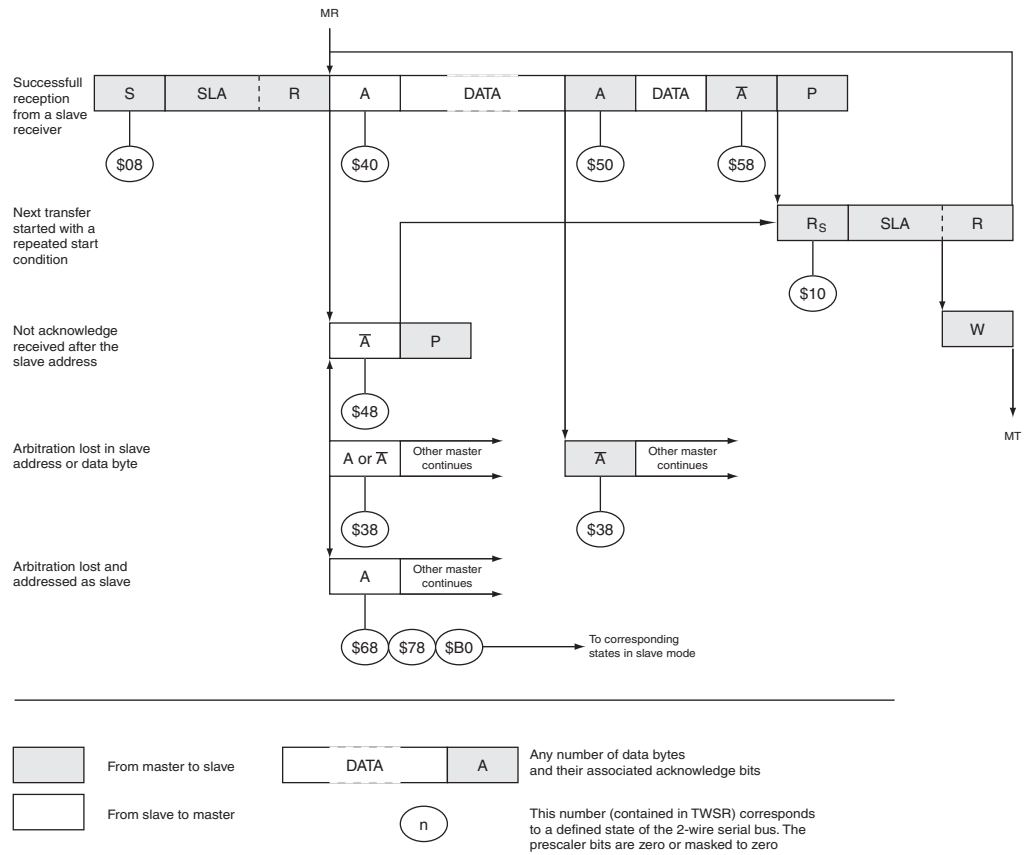 MR
Successfull
reception
from a slave
receiver
S SLA R A DATA A DATA A̅ P
$08 $40 $50 $58
Next transfer
started with a
repeated start
condition
RS SLA R
$10
Not acknowledge
received after the
slave address
A̅ P
W
$48
MT
Arbitration lost in slave
address or data byte
A or A̅ Other master
continues
A̅ Other master
continues
$38 $38
Arbitration lost and
addressed as slave
A Other master
continues
$68 $78 $B0 To corresponding
states in slave mode
From master to slave
DATA A Any number of data bytes
and their associated acknowledge bits
From slave to master
n This number (contained in TWSR) corresponds
to a defined state of the 2-wire serial bus. The
prescaler bits are zero or masked to zero